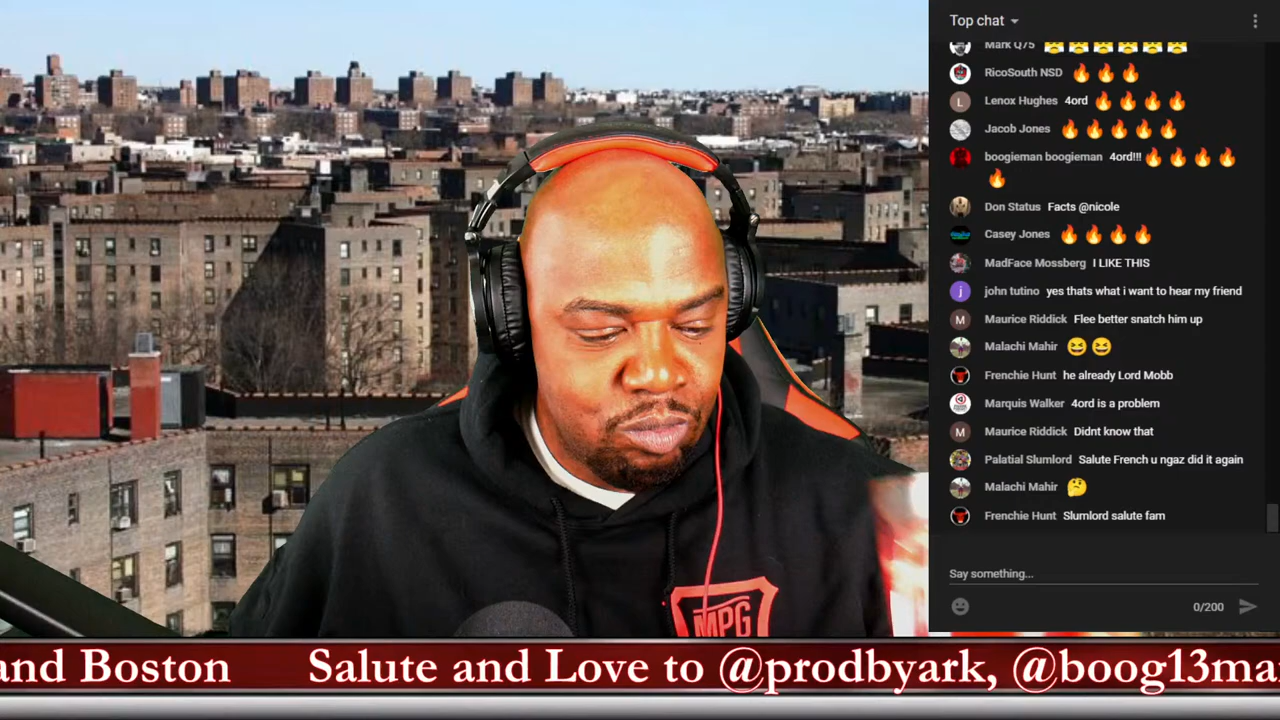 Top chat
Mark Q75
RicoSouth NSD
Lenox Hughes 4ord
Jacob Jones
boogieman boogieman 4ord!!!
Don Status Facts @nicole
Casey Jones
MadFace Mossberg I LIKE THIS
john tutino yes thats what i want to hear my friend
Maurice Riddick Flee better snatch him up
Malachi Mahir
Frenchie Hunt he already Lord Mobb
Marquis Walker 4ord is a problem
Maurice Riddick Didnt know that
Palatial Slumlord Salute French u ngaz did it again
Malachi Mahir
Frenchie Hunt Slumlord salute fam
Say something...
0/200
MPG
and Boston Salute and Love to @prodbyark, @boog13ma